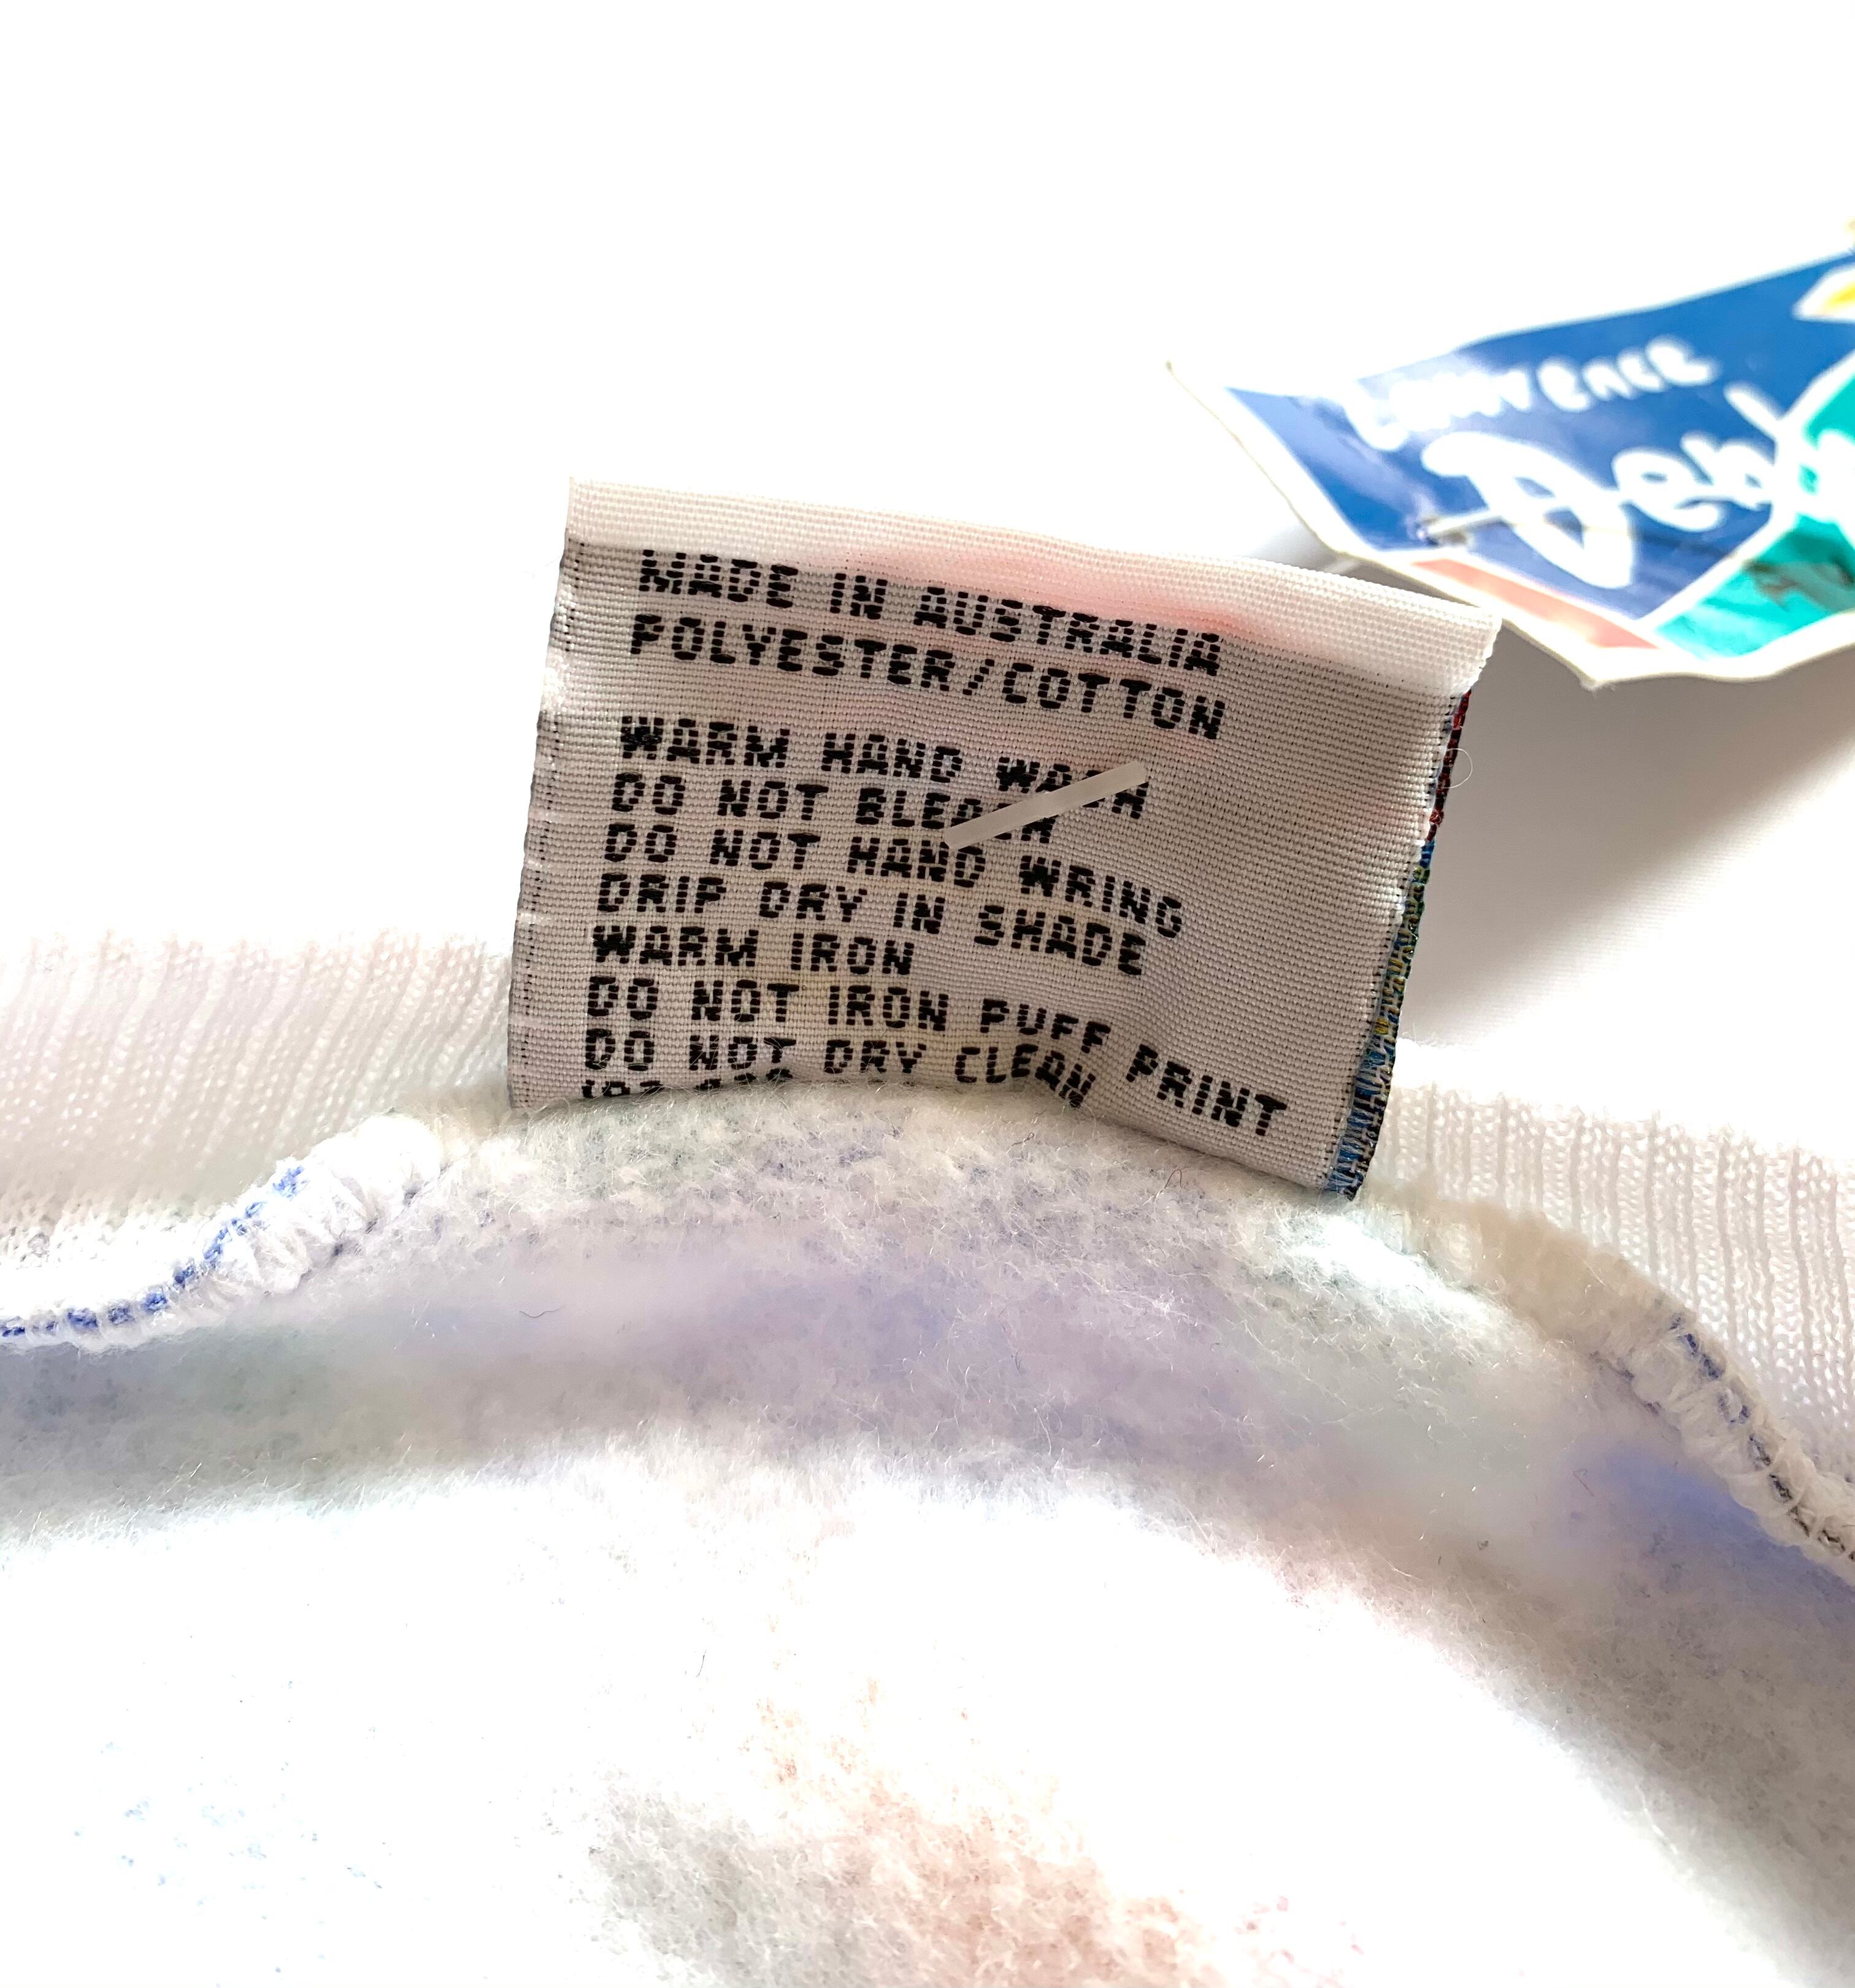 MADE IN AUSTRALIA
POLYESTER/COTTON
WARM HAND WASH
DO NOT BLEACH
DO NOT HAND WRING
DRIP DRY IN SHADE
WARM IRON
DO NOT IRON PUFF PRINT
DO NOT DRY CLEAN